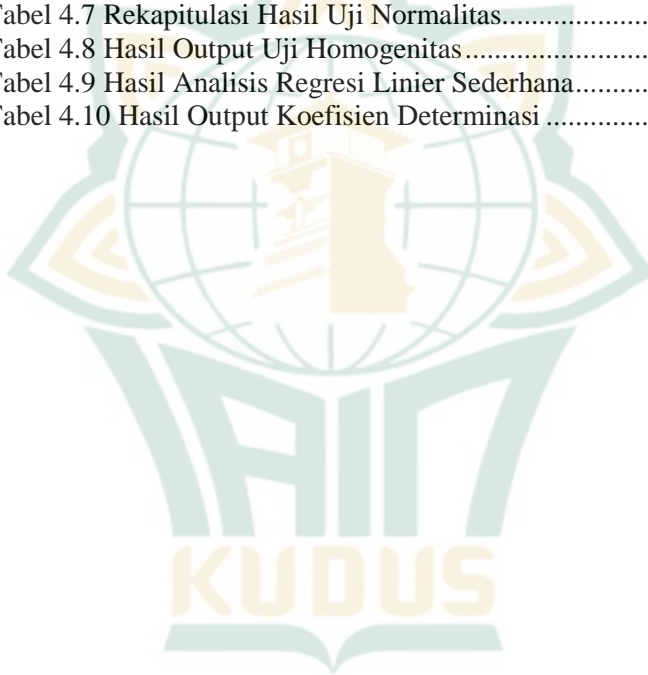 Tabel 4.7 Rekapitulasi Hasil Uji Normalitas..................
Tabel 4.8 Hasil Output Uji Homogenitas......................
Tabel 4.9 Hasil Analisis Regresi Linier Sederhana..........
Tabel 4.10 Hasil Output Koefisien Determinasi .............
IAIN
KUDUS